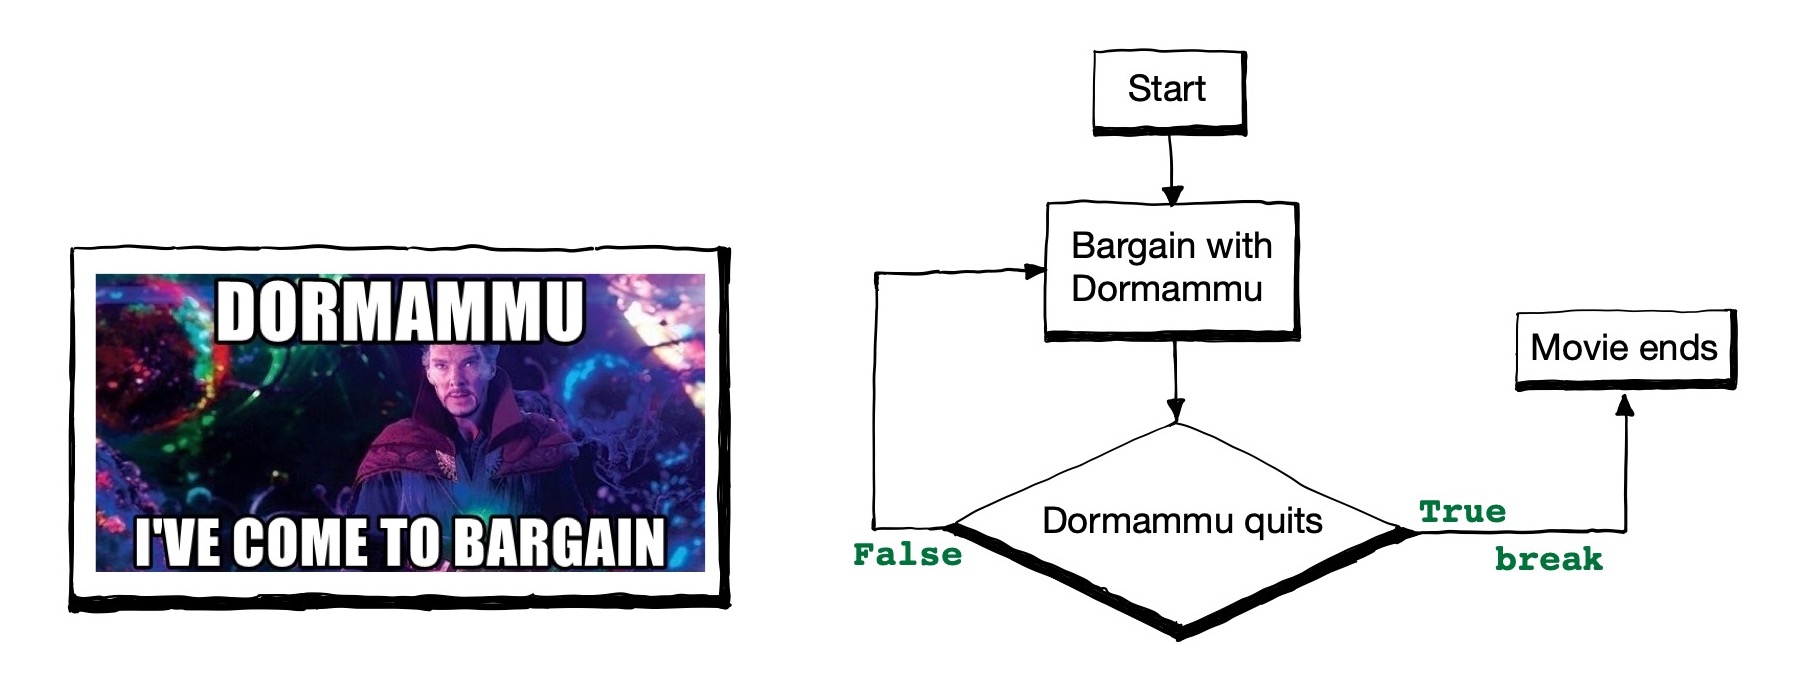 DORMAMMU
I'VE COME TO BARGAIN
Start
Bargain with
Dormammu
Dormammu quits
False
True
break
Movie ends